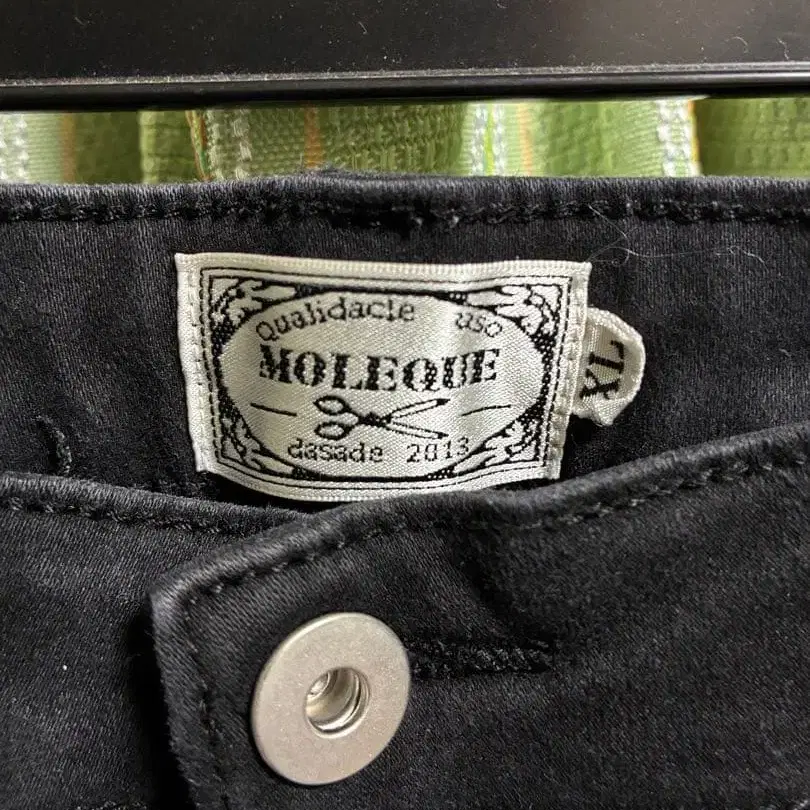 Qualidacle uso
MOLEQUE
dasade 2013
XL